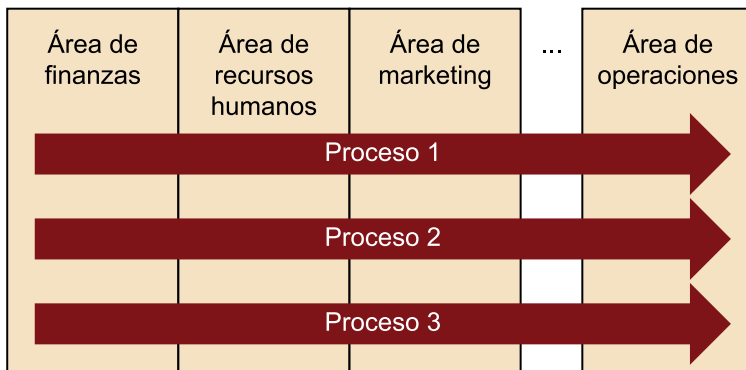 Área de
finanzas
Área de
recursos
humanos
Área de
marketing
...
Área de
operaciones
Proceso 1
Proceso 2
Proceso 3